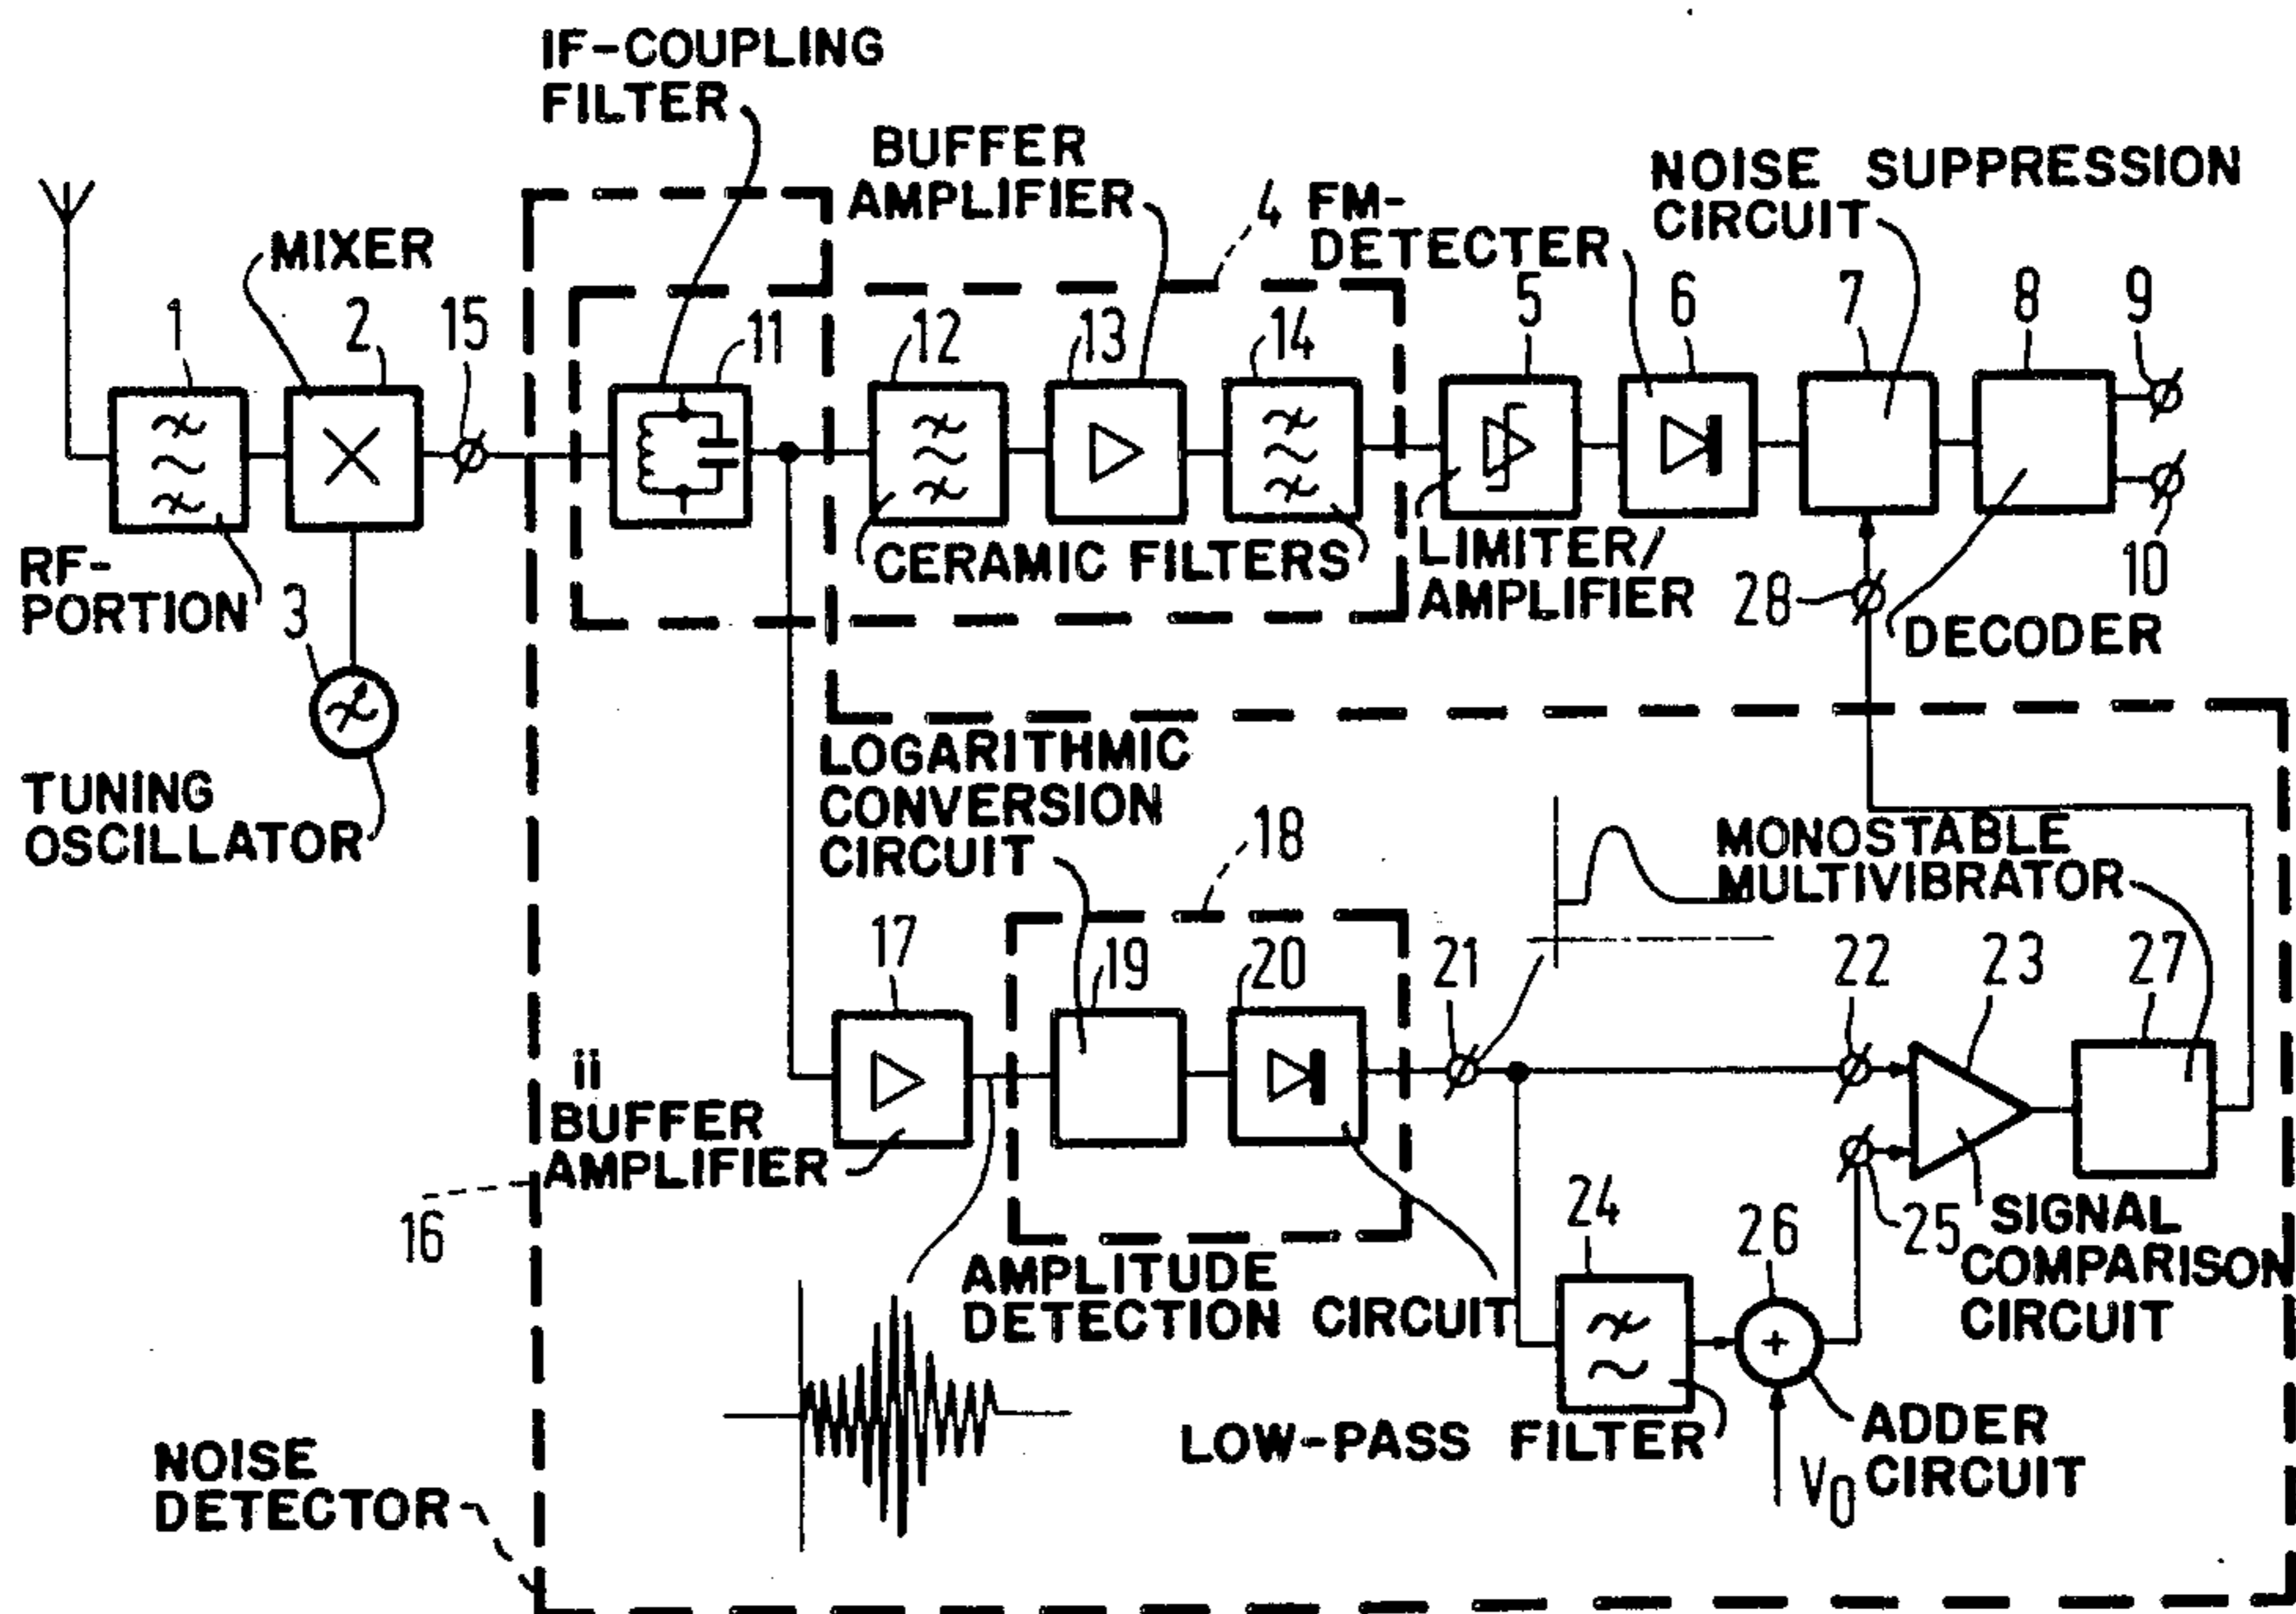 IF-COUPLING
FILTER
BUFFER
AMPLIFIER
4
FM-
DETECTER
NOISE SUPPRESSION
CIRCUIT
MIXER
1
2
15
11
12
13
14
5
6
7
8
9
10
RF-
PORTION
3
CERAMIC FILTERS
LIMITER/
AMPLIFIER
28
DECODER
TUNING
OSCILLATOR
LOGARITHMIC
CONVERSION
CIRCUIT
18
MONOSTABLE
MULTIVIBRATOR
17
19
20
21
22
23
27
ii
BUFFER
AMPLIFIER
16
24
26
25
SIGNAL
COMPARISON
CIRCUIT
AMPLITUDE
DETECTION CIRCUIT
+
LOW-PASS FILTER
ADDER
CIRCUIT
V0
NOISE
DETECTOR